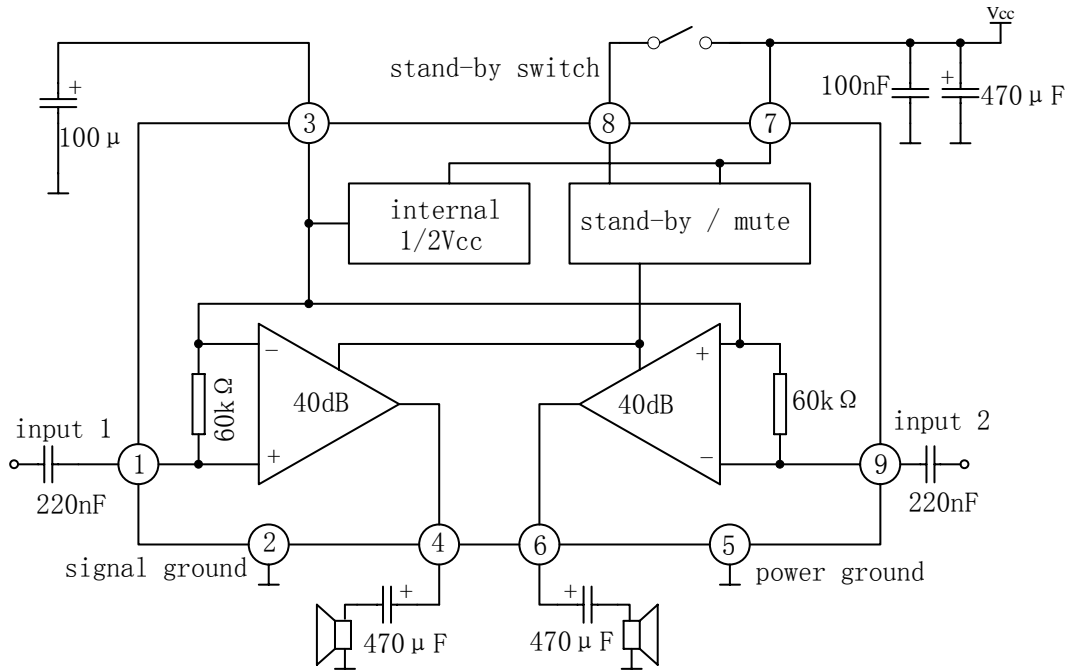 Vcc
stand-by switch
+
100μ
100nF
+
470μF
3
8
7
internal
1/2Vcc
stand-by / mute
−
+
60kΩ
40dB
40dB
60kΩ
+
−
input 1
input 2
1
9
220nF
220nF
2
4
6
5
signal ground
power ground
+
470μF
+
470μF